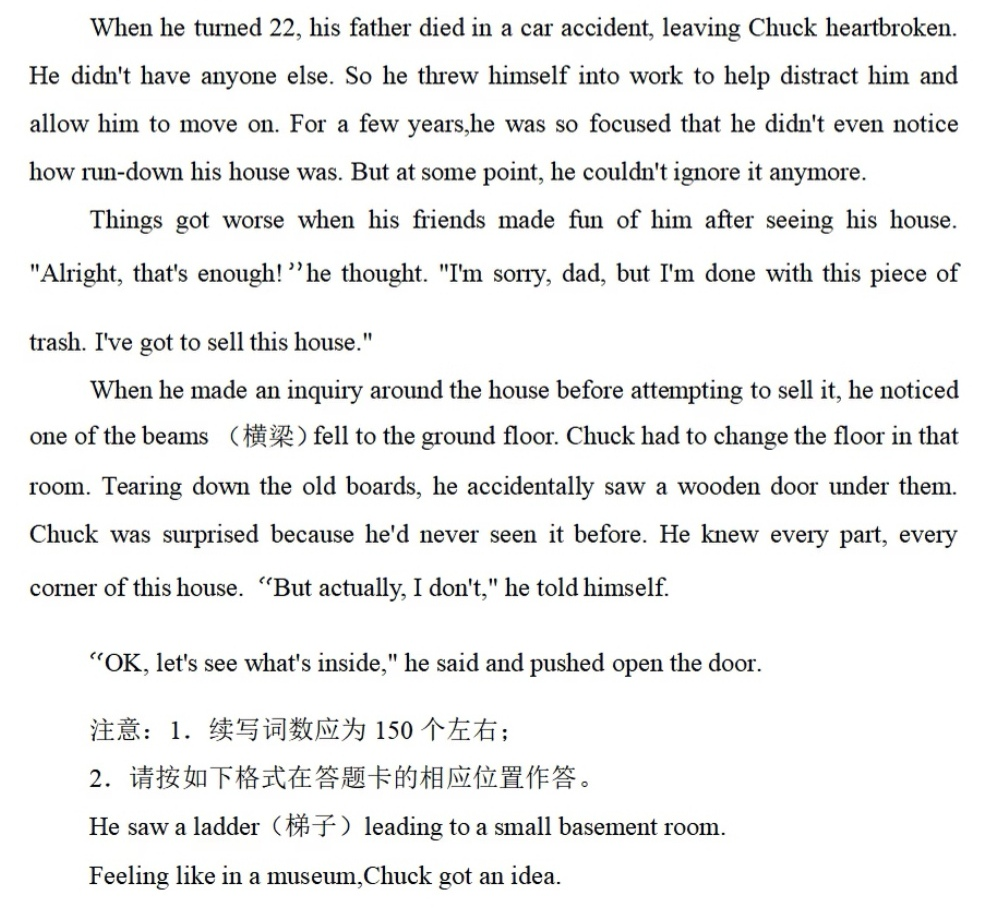 When he turned 22, his father died in a car accident, leaving Chuck heartbroken.
He didn't have anyone else. So he threw himself into work to help distract him and
allow him to move on. For a few years,he was so focused that he didn't even notice
how run-down his house was. But at some point, he couldn't ignore it anymore.
Things got worse when his friends made fun of him after seeing his house.
"Alright, that's enough! ”he thought. "I'm sorry, dad, but I'm done with this piece of
trash. I've got to sell this house."
When he made an inquiry around the house before attempting to sell it, he noticed
one of the beams （横梁）fell to the ground floor. Chuck had to change the floor in that
room. Tearing down the old boards, he accidentally saw a wooden door under them.
Chuck was surprised because he'd never seen it before. He knew every part, every
corner of this house. “But actually, I don't," he told himself.
“OK, let's see what's inside," he said and pushed open the door.
注意：1．续写词数应为 150 个左右；
2．请按如下格式在答题卡的相应位置作答。
He saw a ladder（梯子）leading to a small basement room.
Feeling like in a museum,Chuck got an idea.